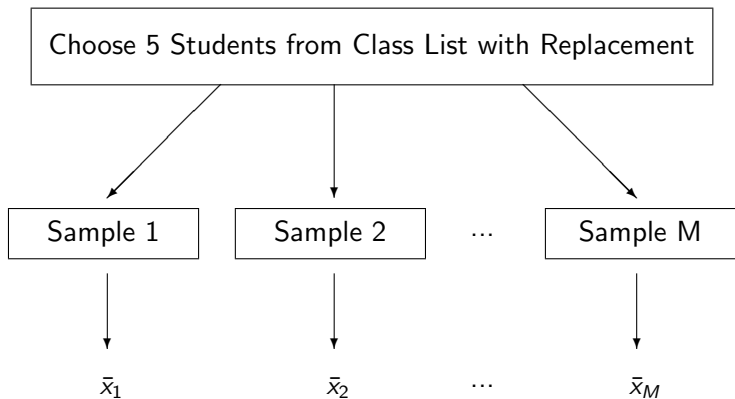 Choose 5 Students from Class List with Replacement
Sample 1 Sample 2 ... Sample M
x̄₁ x̄₂ ... x̄_M